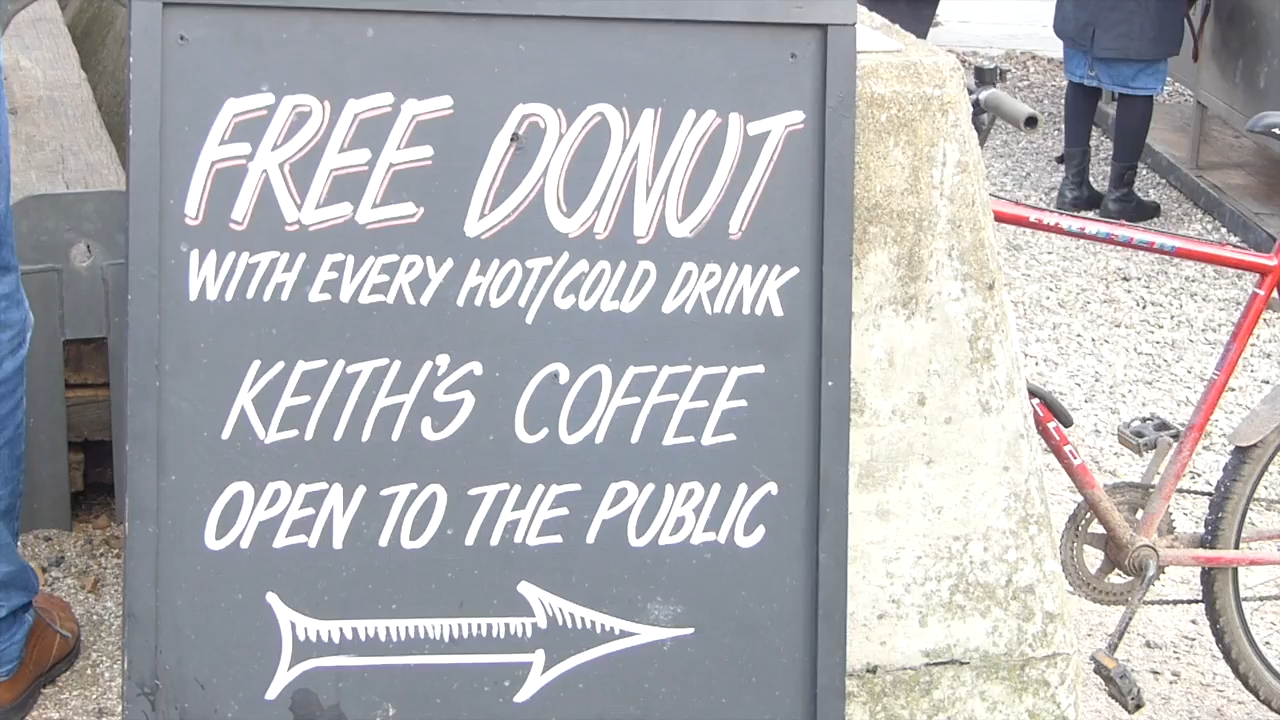 FREE DONUT
WITH EVERY HOT/COLD DRINK
KEITH'S COFFEE
OPEN TO THE PUBLIC